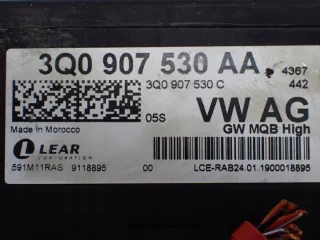 3Q0 907 530 AA
4367
3Q0 907 530 C
442
05S
VW AG
Made in Morocco
GW MQB High
LEAR
CORPORATION
591M11RAS 9118895 00 LCE-RAB24.01.1900018895